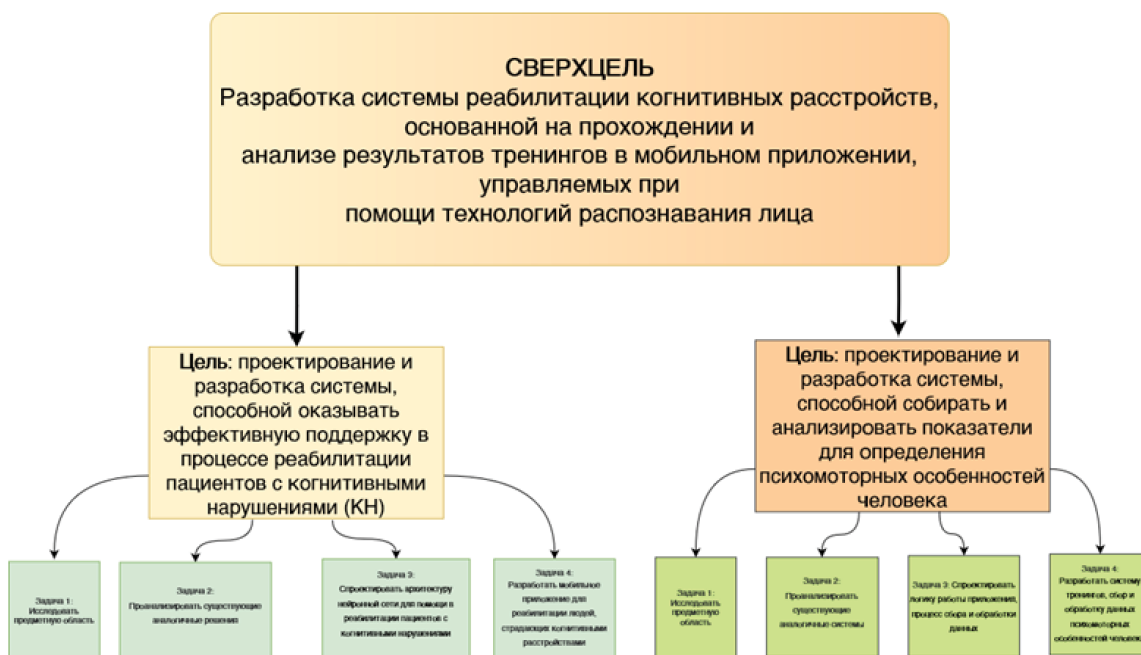 СВЕРХЦЕЛЬ
Разработка системы реабилитации когнитивных расстройств,
основанной на прохождении и
анализе результатов тренингов в мобильном приложении,
управляемых при
помощи технологий распознавания лица
Цель: проектирование и
разработка системы,
способной оказывать
эффективную поддержку в
процессе реабилитации
пациентов с когнитивными
нарушениями (КН)
Цель: проектирование и
разработка системы,
способной собирать и
анализировать показатели
для определения
психомоторных особенностей
человека
Задача 1:
Исследовать
предметную область
Задача 2:
Проанализировать существующие
аналогичные решения
Задача 3:
Спроектировать архитектуру
нейронной сети для помощи в
реабилитации пациентов с
когнитивными нарушениями
Задача 4:
Разработать мобильное
приложение для
реабилитации людей,
страдающих когнитивными
расстройствами
Задача 1:
Исследовать
предметную
область
Задача 2:
Проанализировать
существующие
аналогичные системы
Задача 3: Спроектировать
логику работы приложения,
процесс сбора и обработки
данных
Задача 4:
Разработать систему
тренингов, сбор и
обработку данных
психомоторных
особенностей человека